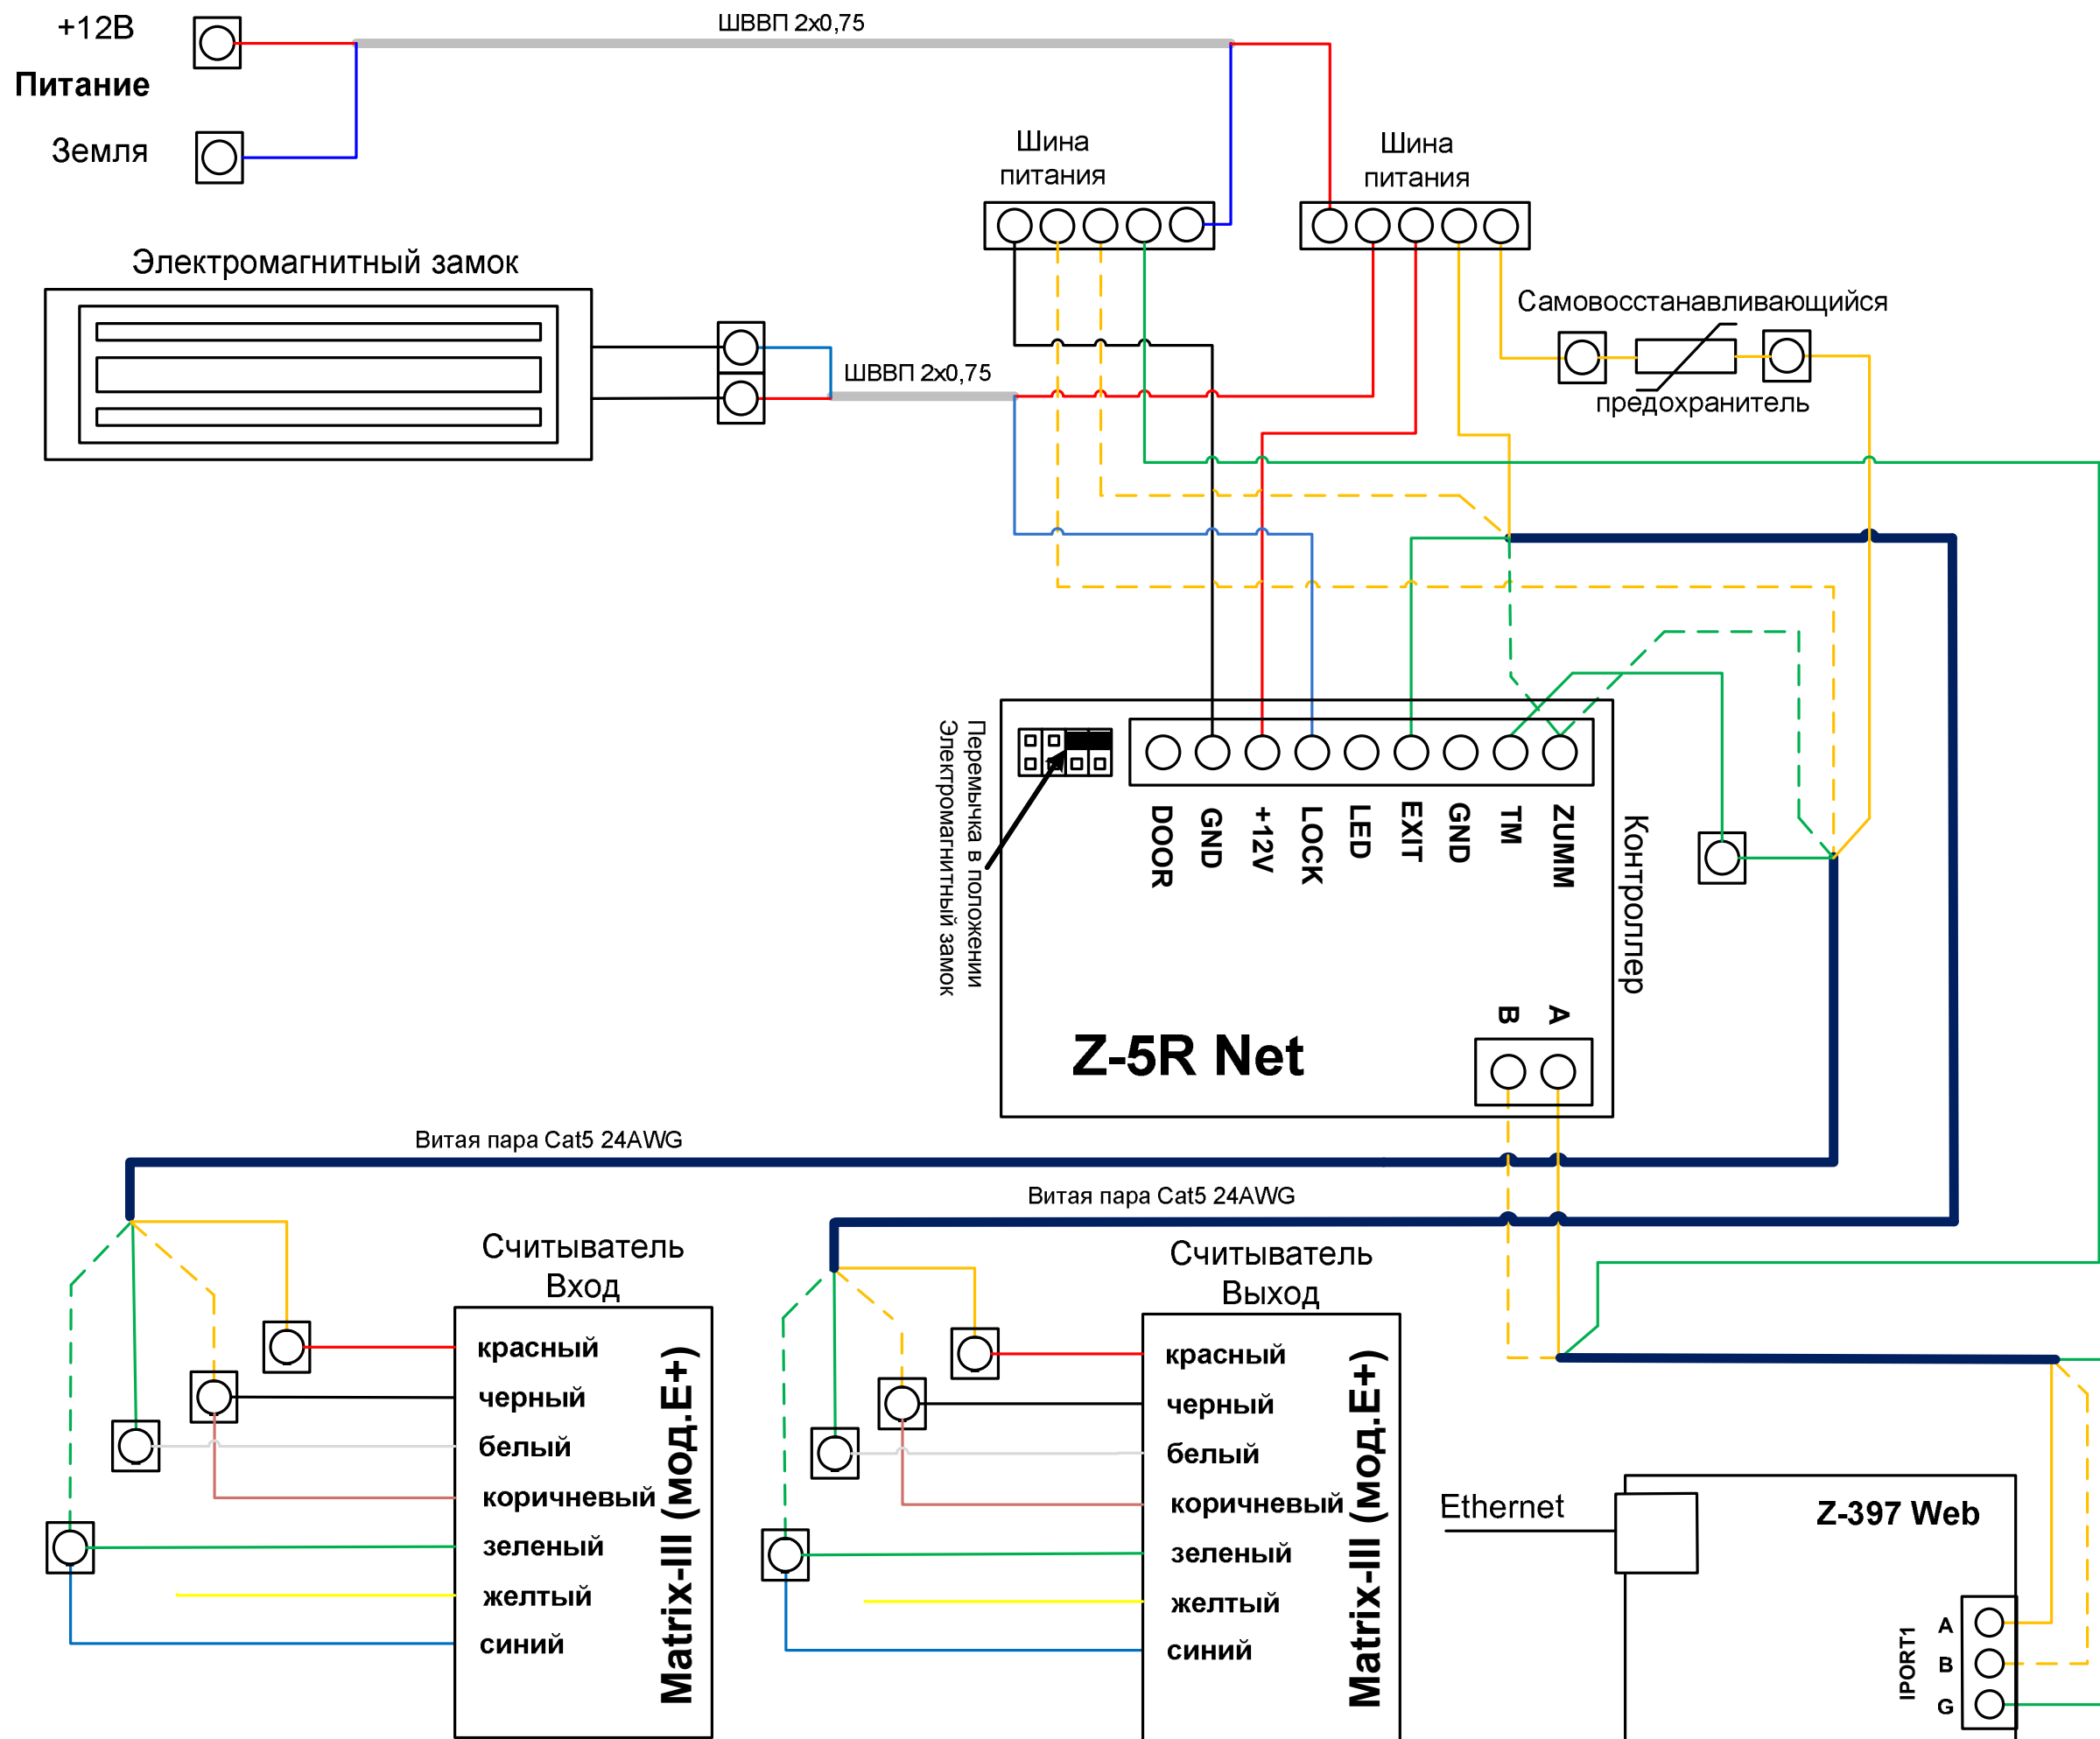 +12В
Питание
Земля
ШВВП 2х0,75
Шина
питания
Шина
питания
Электромагнитный замок
ШВВП 2х0,75
Самовосстанавливающийся
предохранитель
Перемычка в положении
Электромагнитный замок
DOOR
GND
+12V
LOCK
LED
EXIT
GND
TM
ZUMM
Контроллер
B
A
Z-5R Net
Витая пара Cat5 24AWG
Витая пара Cat5 24AWG
Считыватель
Вход
красный
черный
белый
коричневый
зеленый
желтый
синий
Matrix-III (мод.Е+)
Считыватель
Выход
красный
черный
белый
коричневый
зеленый
желтый
синий
Matrix-III (мод.Е+)
Ethernet
Z-397 Web
IPORT1
A
B
G